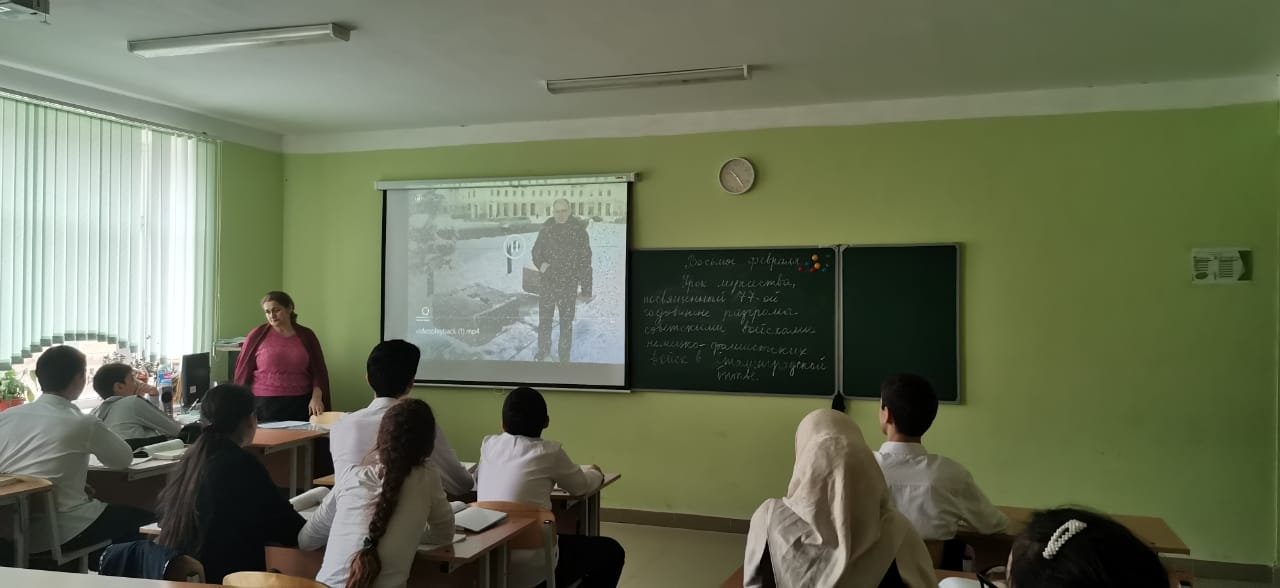 videoplayback (1).mp4
Восьмое февраля
Урок мужества,
посвященный 77-ой
годовщине разгрома
советскими войсками
немецко-фашистских
войск в Сталинградской
битве.